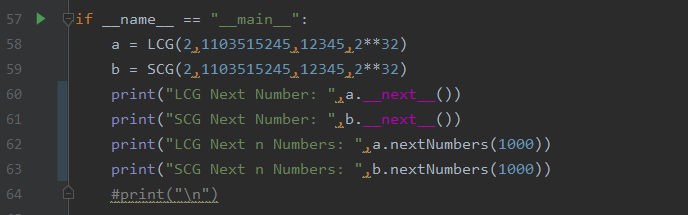 57 if __name__ == "__main__":
58 a = LCG(2,1103515245,12345,2**32)
59 b = SCG(2,1103515245,12345,2**32)
60 print("LCG Next Number: ",a.__next__())
61 print("SCG Next Number: ",b.__next__())
62 print("LCG Next n Numbers: ",a.nextNumbers(1000))
63 print("SCG Next n Numbers: ",b.nextNumbers(1000))
64 #print("\n")